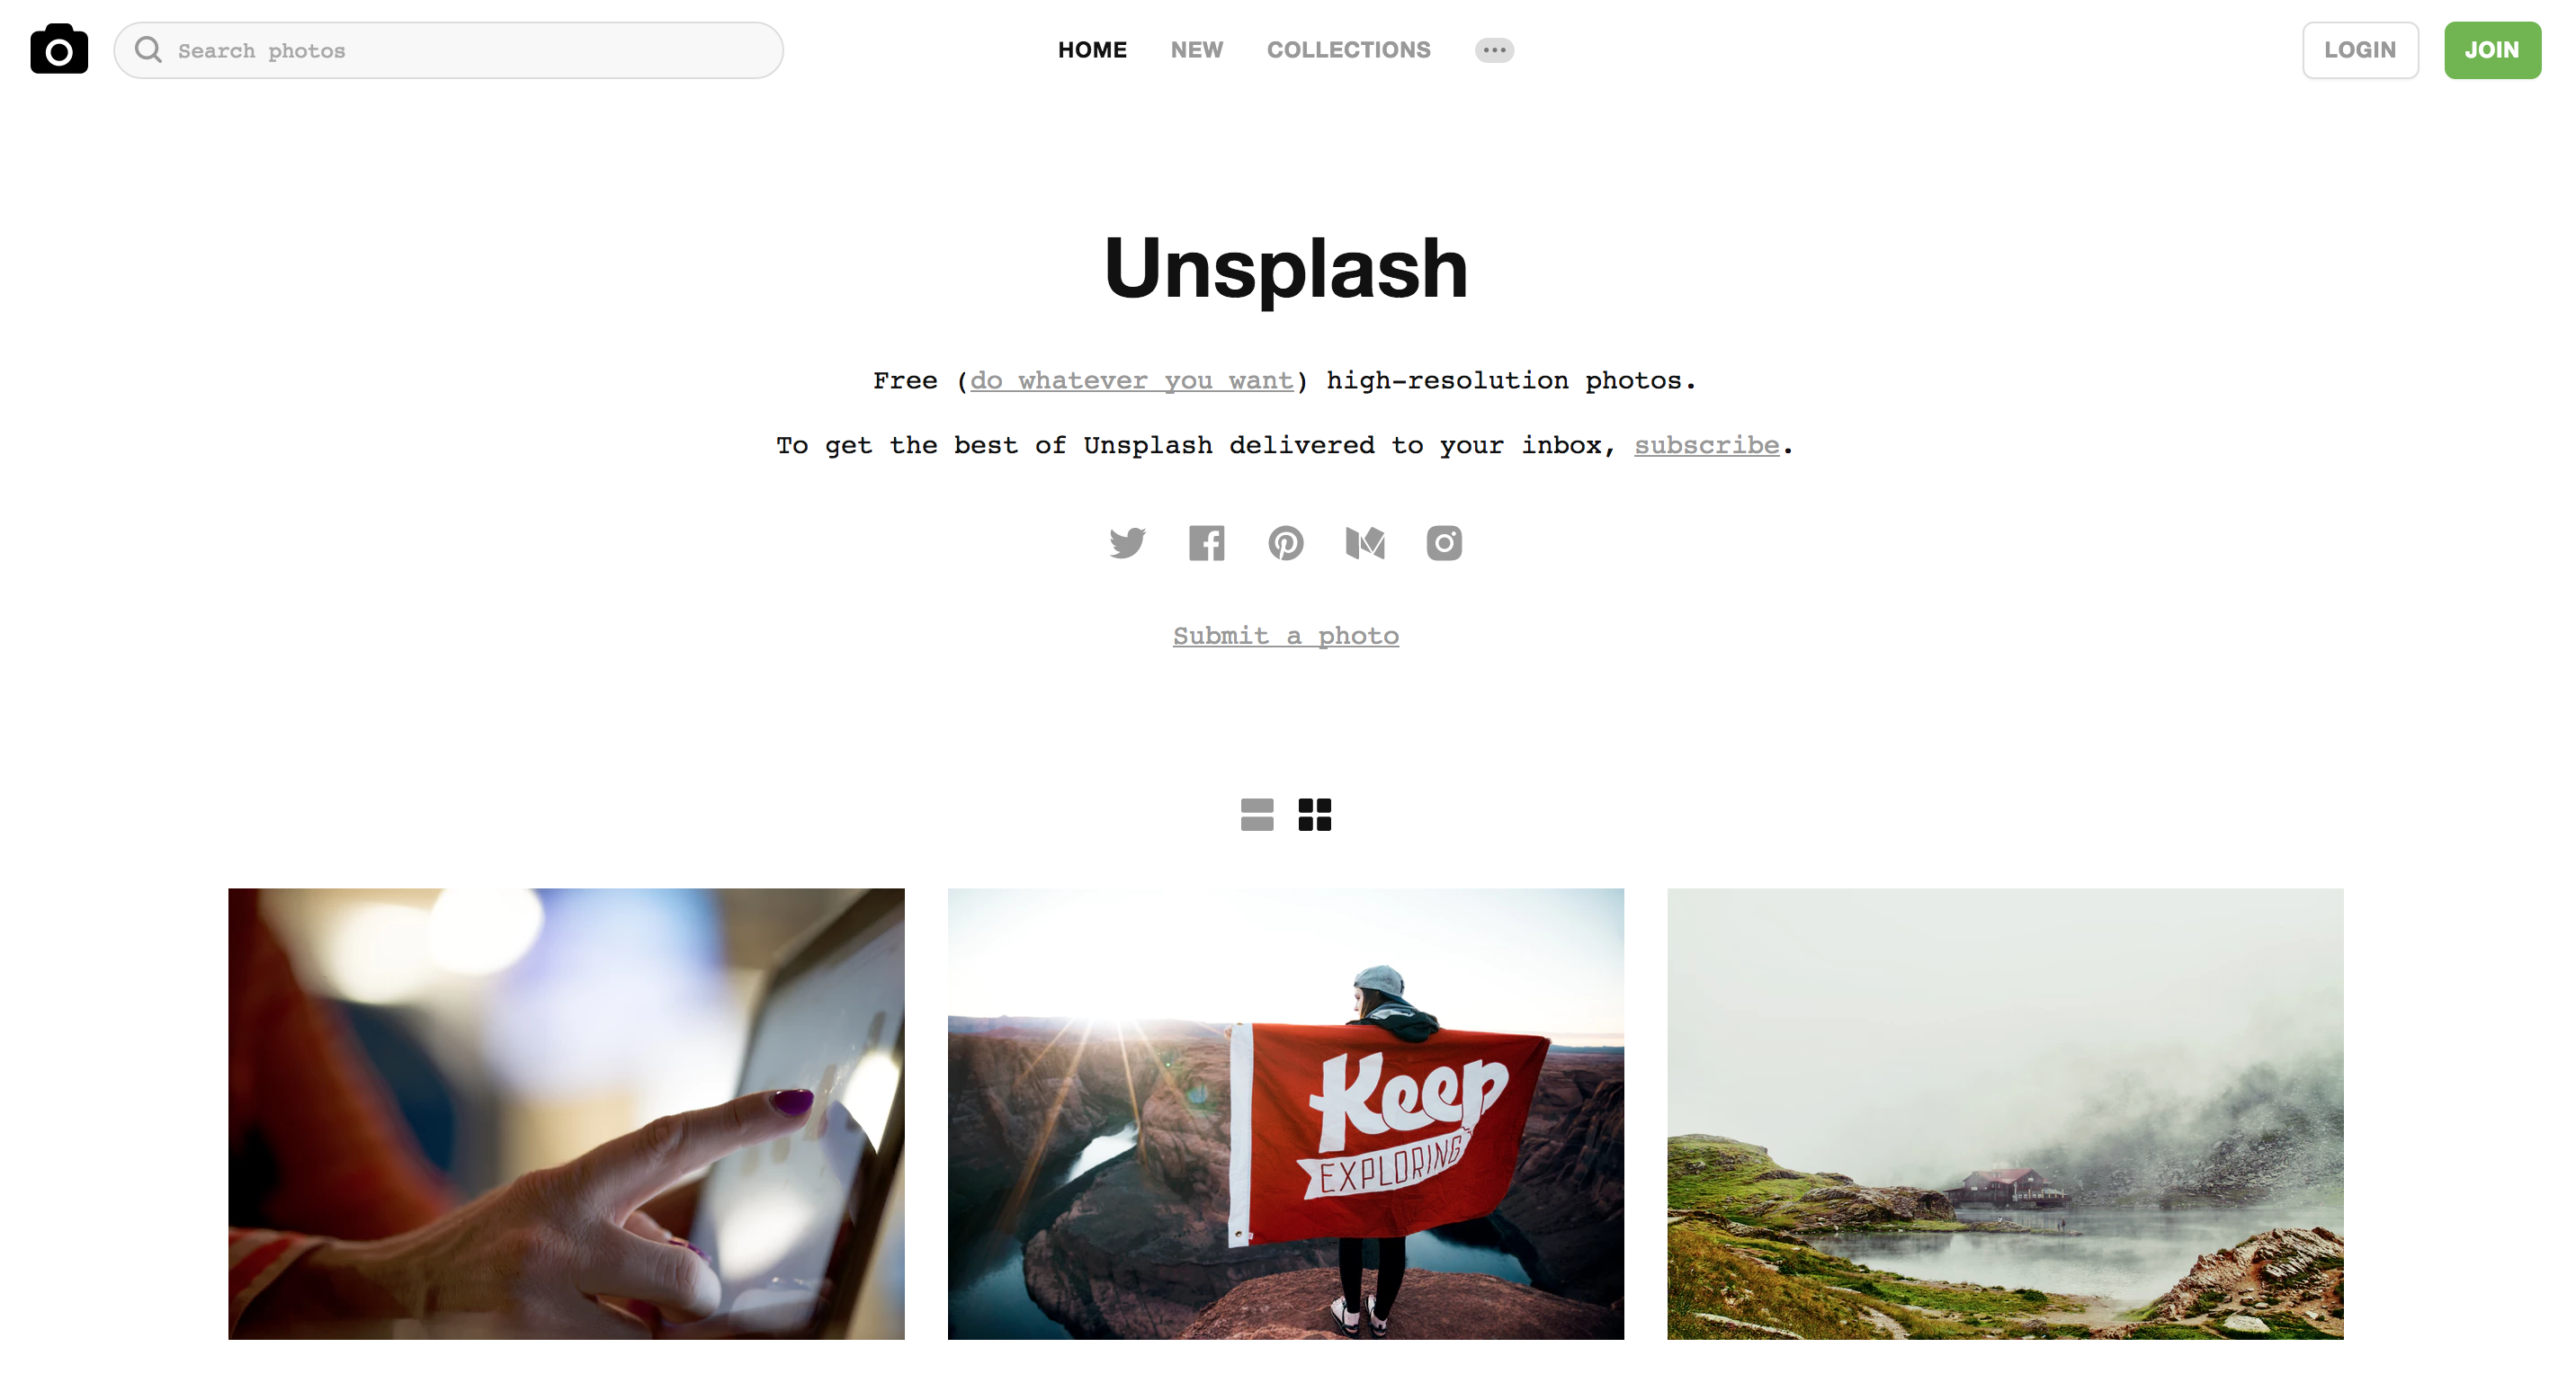 Search photos
HOME NEW COLLECTIONS
LOGIN JOIN
Unsplash
Free (do whatever you want) high-resolution photos.
To get the best of Unsplash delivered to your inbox, subscribe.
Submit a photo
Keep
EXPLORING